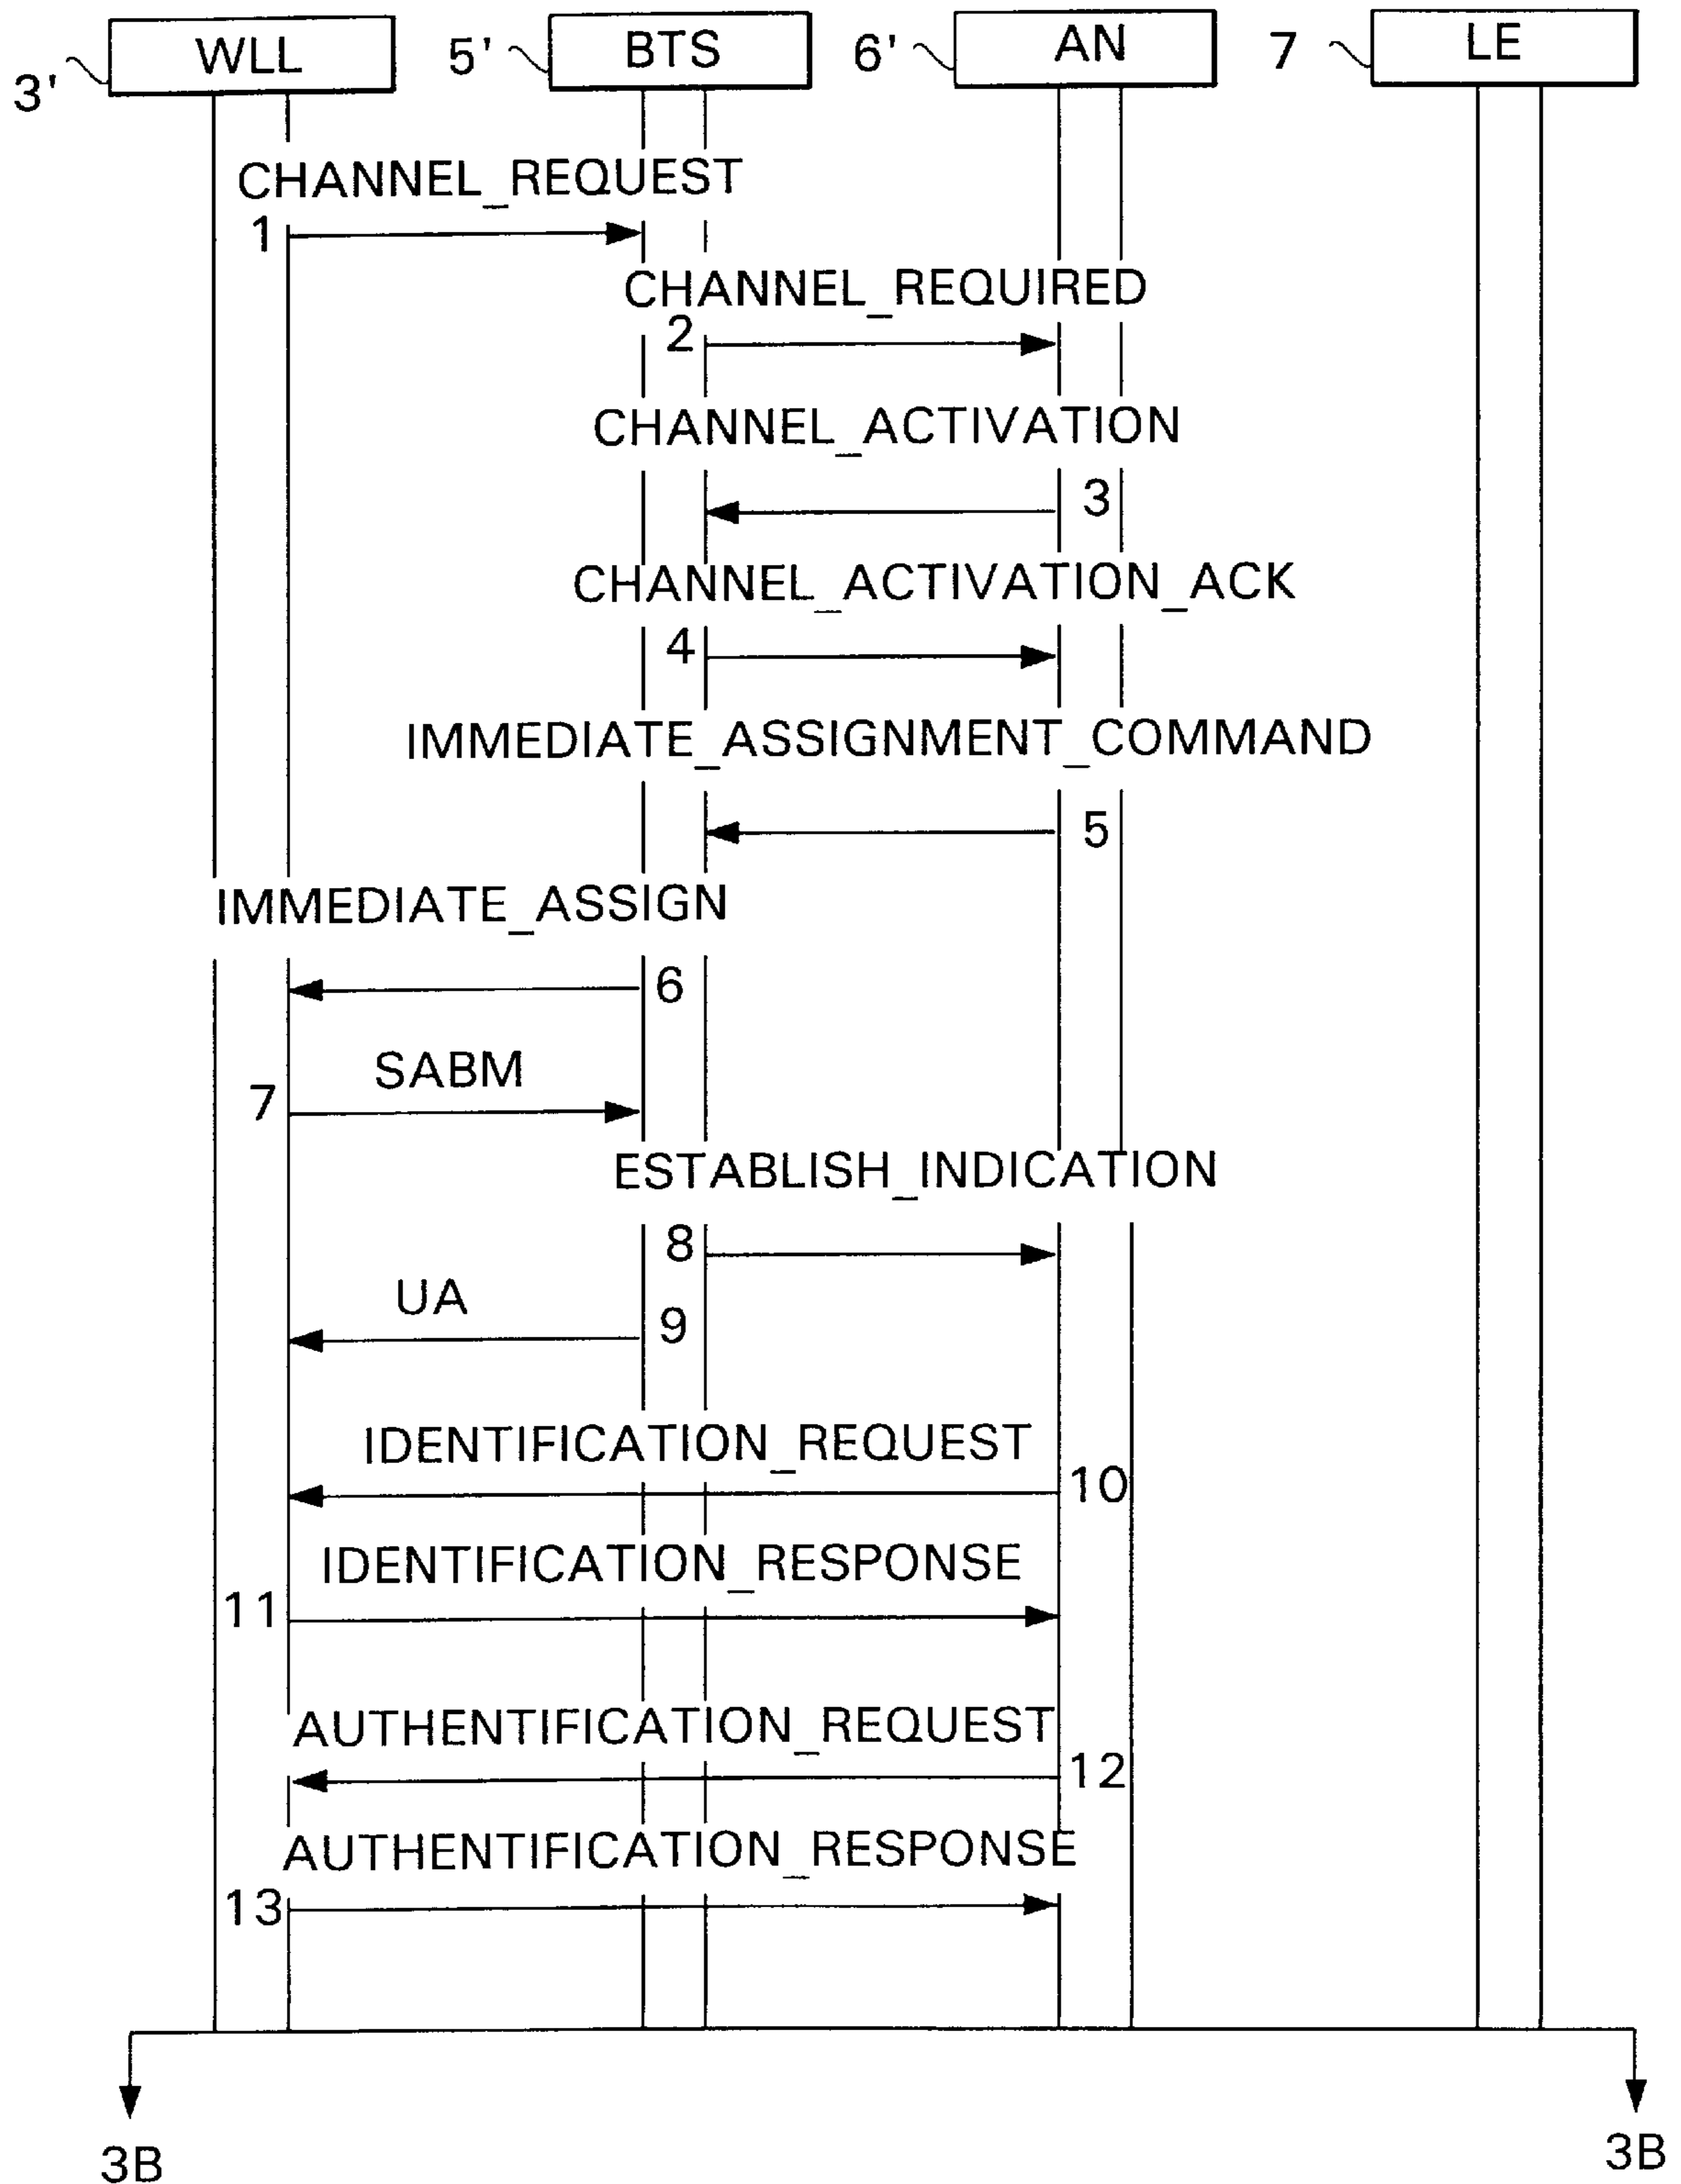 3' WLL 5' BTS 6' AN 7 LE
CHANNEL_REQUEST
1
CHANNEL_REQUIRED
2
CHANNEL_ACTIVATION
3
CHANNEL_ACTIVATION_ACK
4
IMMEDIATE_ASSIGNMENT_COMMAND
5
IMMEDIATE_ASSIGN
6
SABM
7
ESTABLISH_INDICATION
8
UA
9
IDENTIFICATION_REQUEST
10
IDENTIFICATION_RESPONSE
11
AUTHENTIFICATION_REQUEST
12
AUTHENTIFICATION_RESPONSE
13
3B 3B